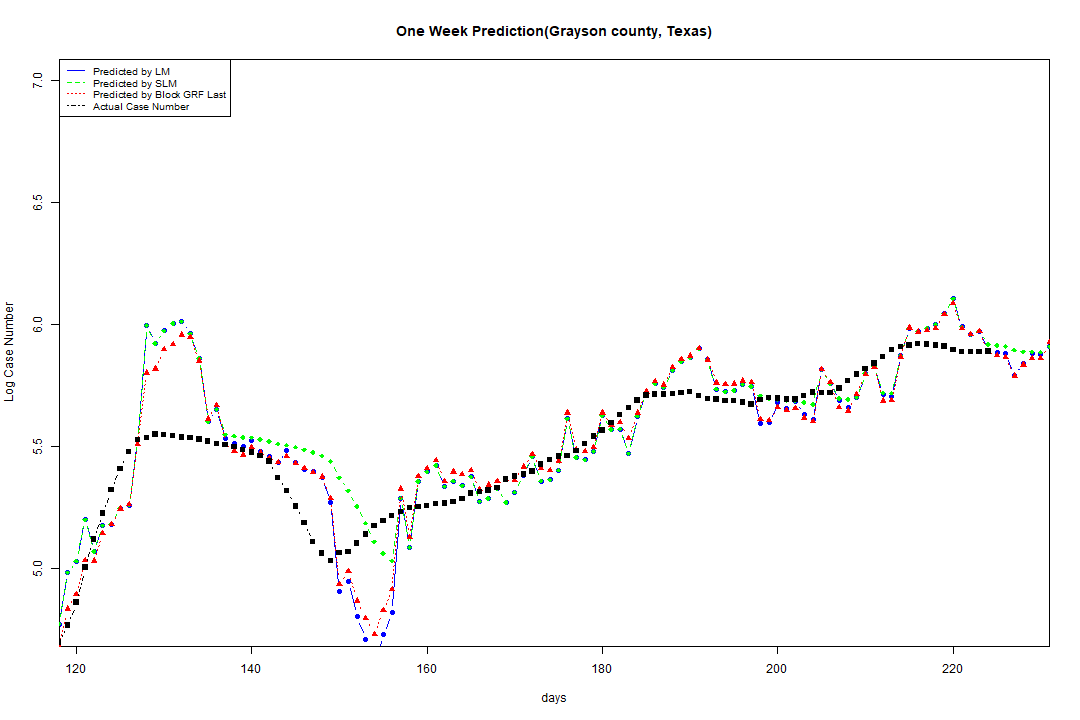 One Week Prediction(Grayson county, Texas)
Predicted by LM
Predicted by SLM
Predicted by Block GRF Last
Actual Case Number
7.0
6.5
6.0
5.5
5.0
Log Case Number
120 140 160 180 200 220
days